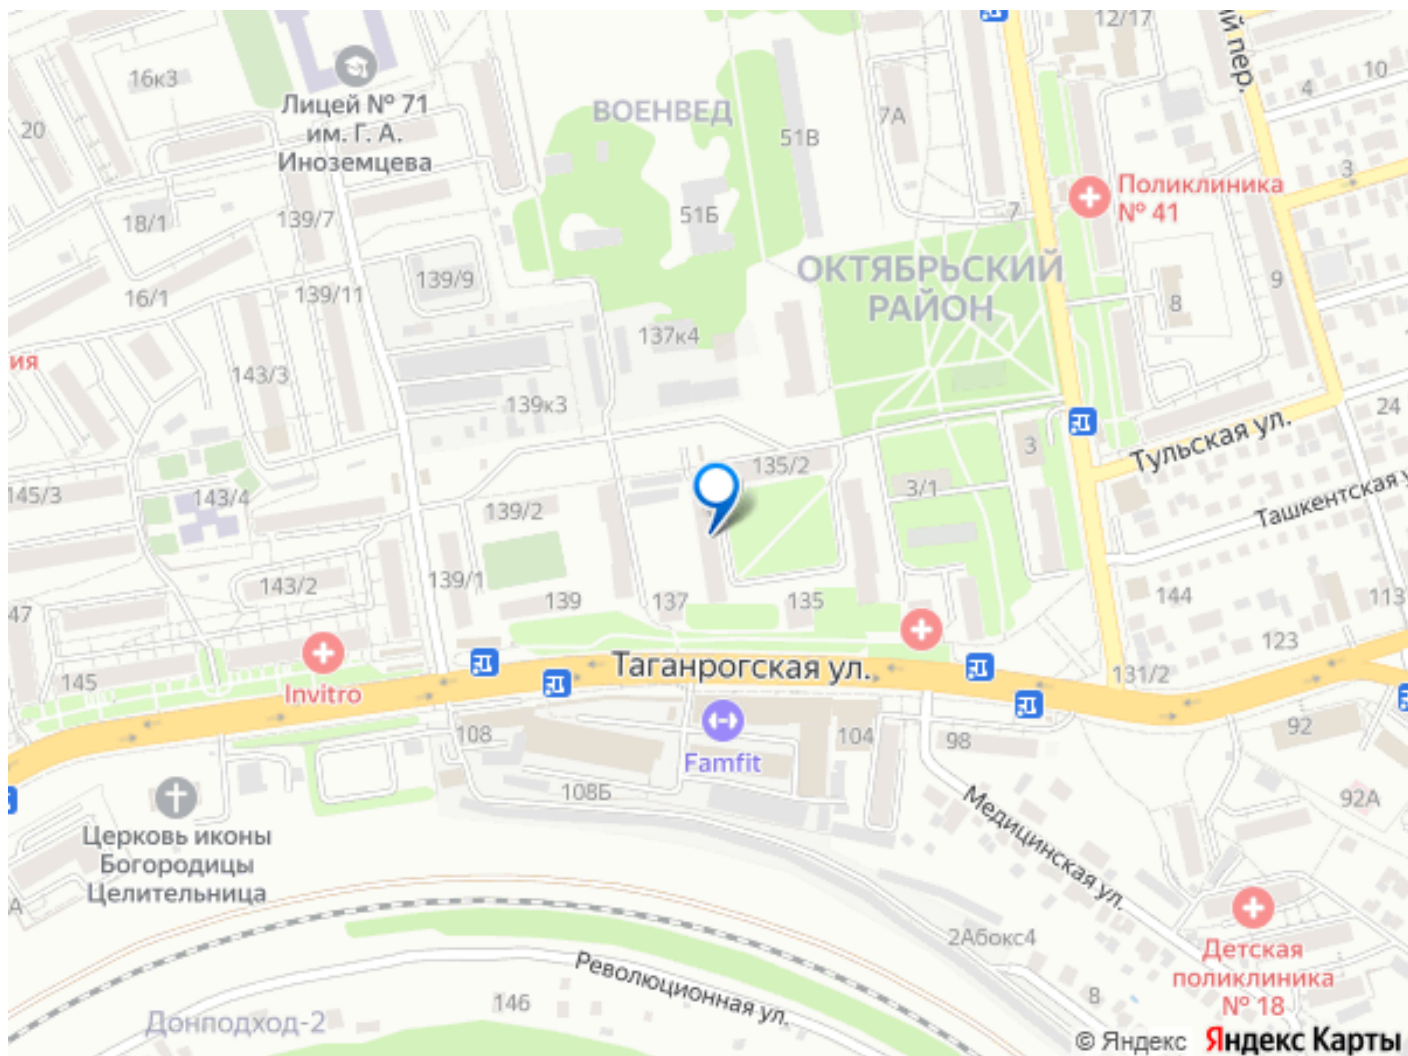 12/17
ий пер.
16к3
10
4
Лицей № 71
им. Г. А.
Иноземцева
ВОЕНВЕД
7А
20
51В
3
Поликлиника
№ 41
18/1
139/7
51Б
7
ОКТЯБРЬСКИЙ
РАЙОН
139/9
9
16/1
139/11
8
137к4
ия
143/3
139к3
24
3
Тульская ул.
135/2
145/3
143/4
3/1
Ташкентская у
139/2
143/2
139/1
144
113
47
139
137
135
123
145
Invitro
Таганрогская ул.
131/2
92
108
104
98
Famfit
108Б
92А
Медицинская ул.
Церковь иконы
Богородицы
Целительница
А
2Абокс4
Детская
поликлиника
№ 18
Революционная ул.
146
8
Донподход-2
© Яндекс Яндекс Карты